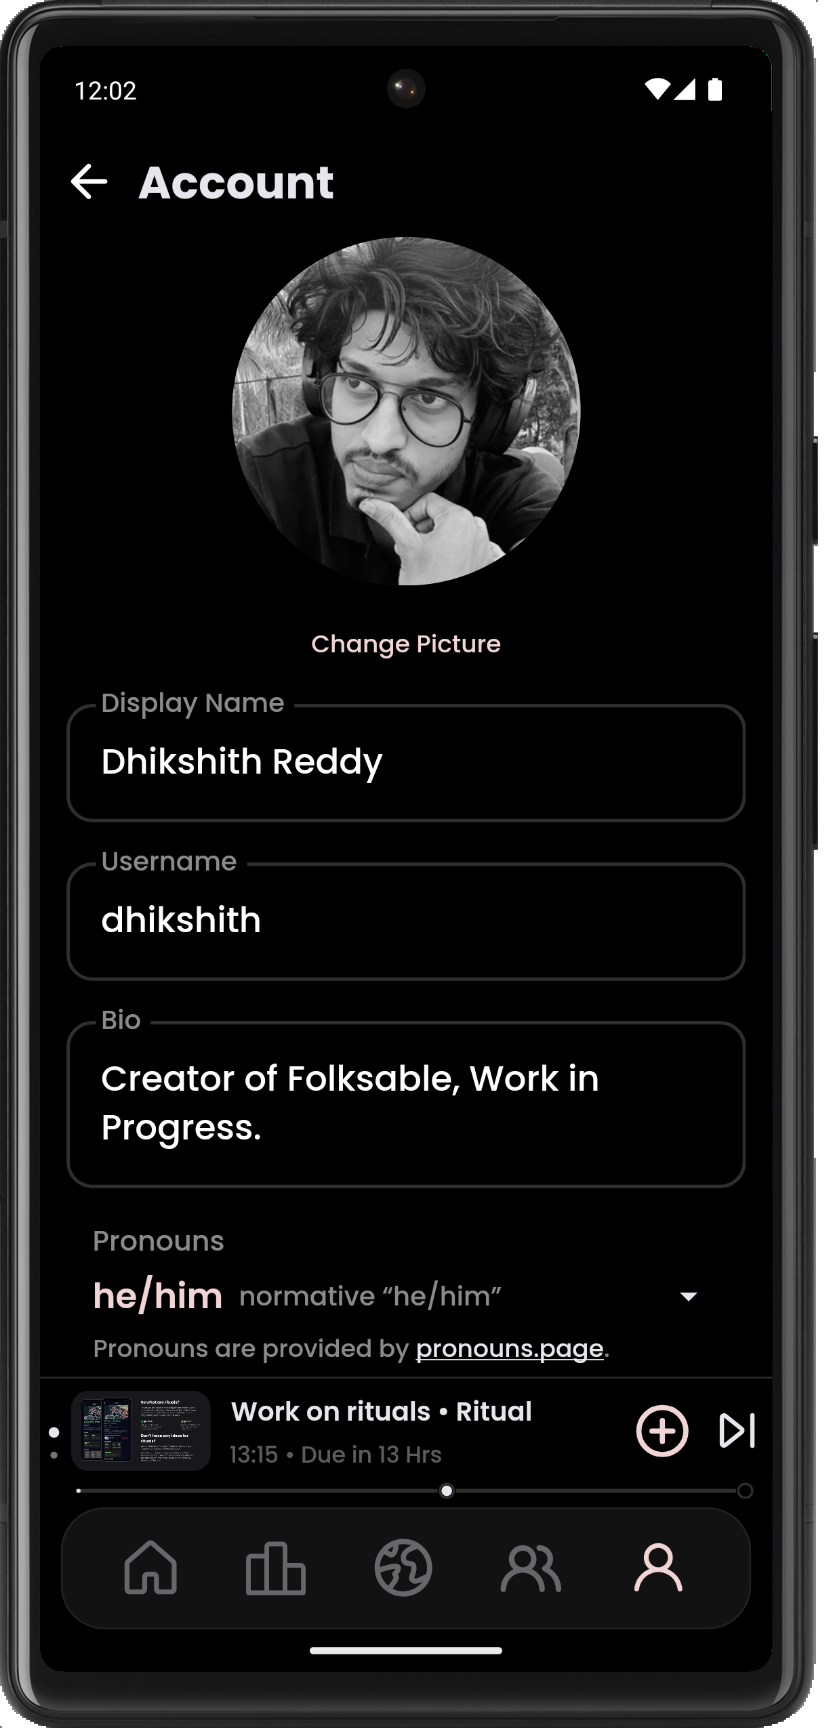 12:02
Account
Change Picture
Display Name
Dhikshith Reddy
Username
dhikshith
Bio
Creator of Folksable, Work in
Progress.
Pronouns
he/him normative “he/him”
Pronouns are provided by pronouns.page.
Work on rituals • Ritual
13:15 • Due in 13 Hrs